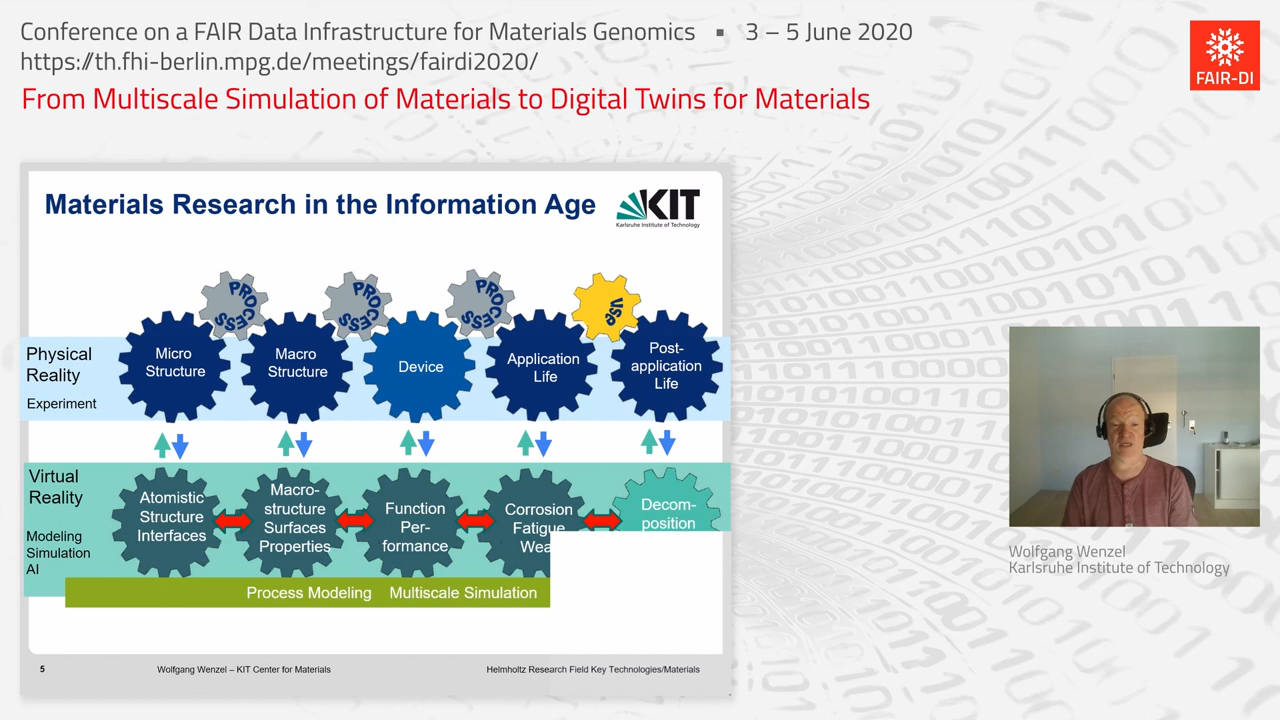 Conference on a FAIR Data Infrastructure for Materials Genomics ▪ 3 – 5 June 2020
https://th.fhi-berlin.mpg.de/meetings/fairdi2020/
From Multiscale Simulation of Materials to Digital Twins for Materials
FAIR-DI
Materials Research in the Information Age
KIT
Karlsruhe Institute of Technology
PROCESS
PROCESS
PROCESS
USe
Physical
Reality
Experiment
Micro
Structure
Macro
Structure
Device
Application
Life
Post-
application
Life
Virtual
Reality
Modeling
Simulation
AI
Atomistic
Structure
Interfaces
Macro-
structure
Surfaces
Properties
Function
Per-
formance
Corrosion
Fatigue
Wea
Decom-
position
Process Modeling Multiscale Simulation
5 Wolfgang Wenzel – KIT Center for Materials Helmholtz Research Field Key Technologies/Materials
Wolfgang Wenzel
Karlsruhe Institute of Technology